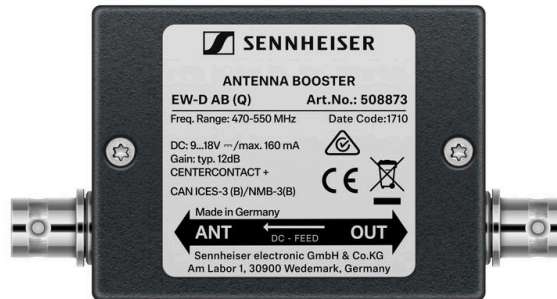 SENNHEISER
ANTENNA BOOSTER
EW-D AB (Q) Art.No.: 508873
Freq. Range: 470-550 MHz Date Code:1710
DC: 9...18V ⎓/max. 160 mA
Gain: typ. 12dB
CENTERCONTACT +
CE
CAN ICES-3 (B)/NMB-3(B)
Made in Germany
ANT DC - FEED OUT
Sennheiser electronic GmbH & Co.KG
Am Labor 1, 30900 Wedemark, Germany